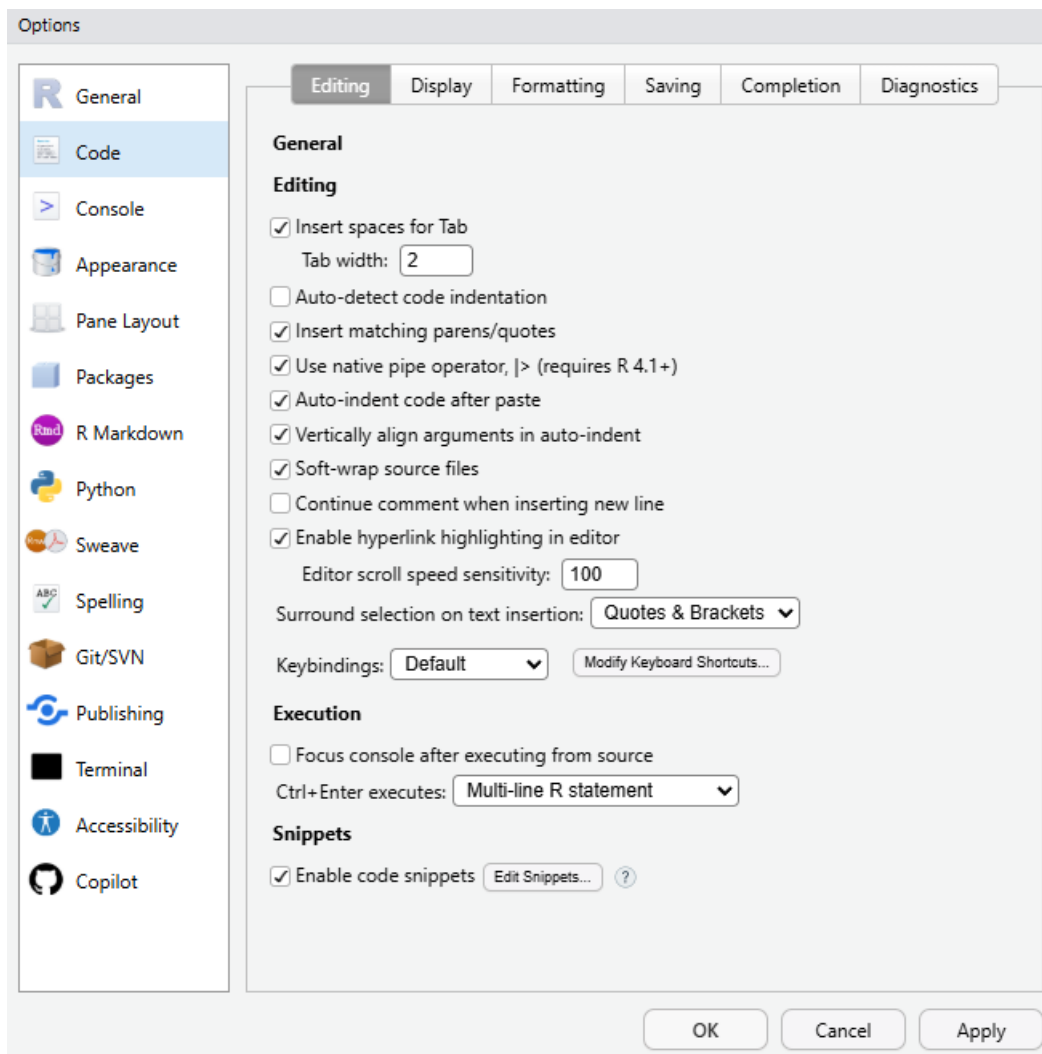 Options
General
Code
Console
Appearance
Pane Layout
Packages
Rmd R Markdown
Python
Sweave
ABC Spelling
Git/SVN
Publishing
Terminal
Accessibility
Copilot
Editing Display Formatting Saving Completion Diagnostics
General
Editing
Insert spaces for Tab
Tab width: 2
Auto-detect code indentation
Insert matching parens/quotes
Use native pipe operator, |> (requires R 4.1+)
Auto-indent code after paste
Vertically align arguments in auto-indent
Soft-wrap source files
Continue comment when inserting new line
Enable hyperlink highlighting in editor
Editor scroll speed sensitivity: 100
Surround selection on text insertion: Quotes & Brackets
Keybindings: Default Modify Keyboard Shortcuts...
Execution
Focus console after executing from source
Ctrl+Enter executes: Multi-line R statement
Snippets
Enable code snippets Edit Snippets... ?
OK Cancel Apply